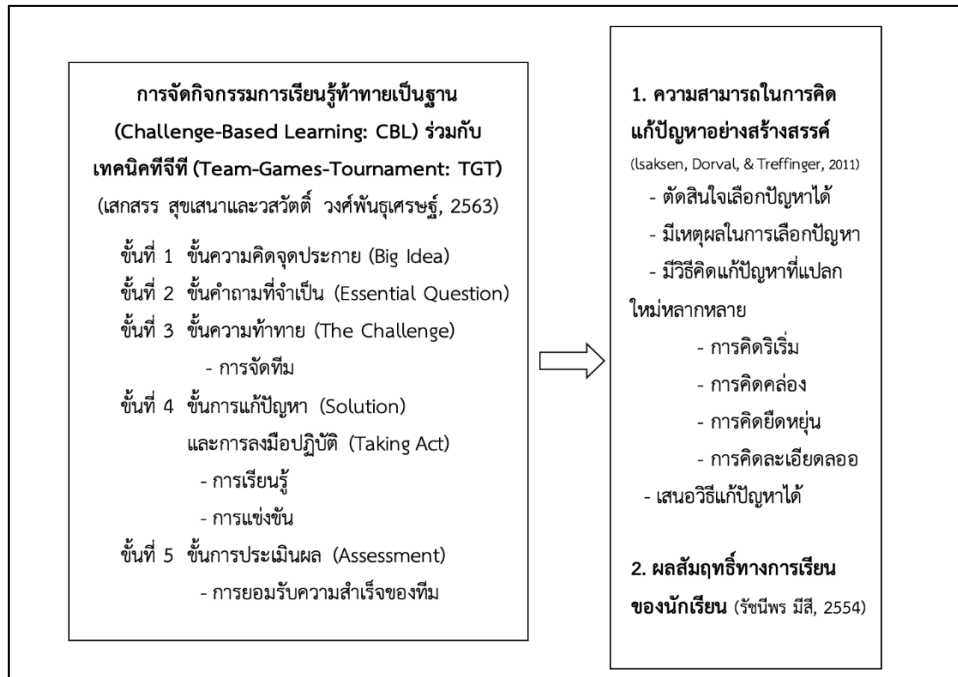 การจัดกิจกรรมการเรียนรู้ท้าทายเป็นฐาน
(Challenge-Based Learning: CBL) ร่วมกับ
เทคนิคทีจีที (Team-Games-Tournament: TGT)
(เสกสรร สุขเสนาและวสวัตติ์ วงศ์พันธุเศรษฐ์, 2563)
ขั้นที่ 1 ขั้นความคิดจุดประกาย (Big Idea)
ขั้นที่ 2 ขั้นคำถามที่จำเป็น (Essential Question)
ขั้นที่ 3 ขั้นความท้าทาย (The Challenge)
- การจัดทีม
ขั้นที่ 4 ขั้นการแก้ปัญหา (Solution)
และการลงมือปฏิบัติ (Taking Act)
- การเรียนรู้
- การแข่งขัน
ขั้นที่ 5 ขั้นการประเมินผล (Assessment)
- การยอมรับความสำเร็จของทีม
1. ความสามารถในการคิด
แก้ปัญหาอย่างสร้างสรรค์
(lsaksen, Dorval, & Treffinger, 2011)
- ตัดสินใจเลือกปัญหาได้
- มีเหตุผลในการเลือกปัญหา
- มีวิธีคิดแก้ปัญหาที่แปลก
ใหม่หลากหลาย
- การคิดริเริ่ม
- การคิดคล่อง
- การคิดยืดหยุ่น
- การคิดละเอียดลออ
- เสนอวิธีแก้ปัญหาได้
2. ผลสัมฤทธิ์ทางการเรียน
ของนักเรียน (รัชนีพร มีสี, 2554)